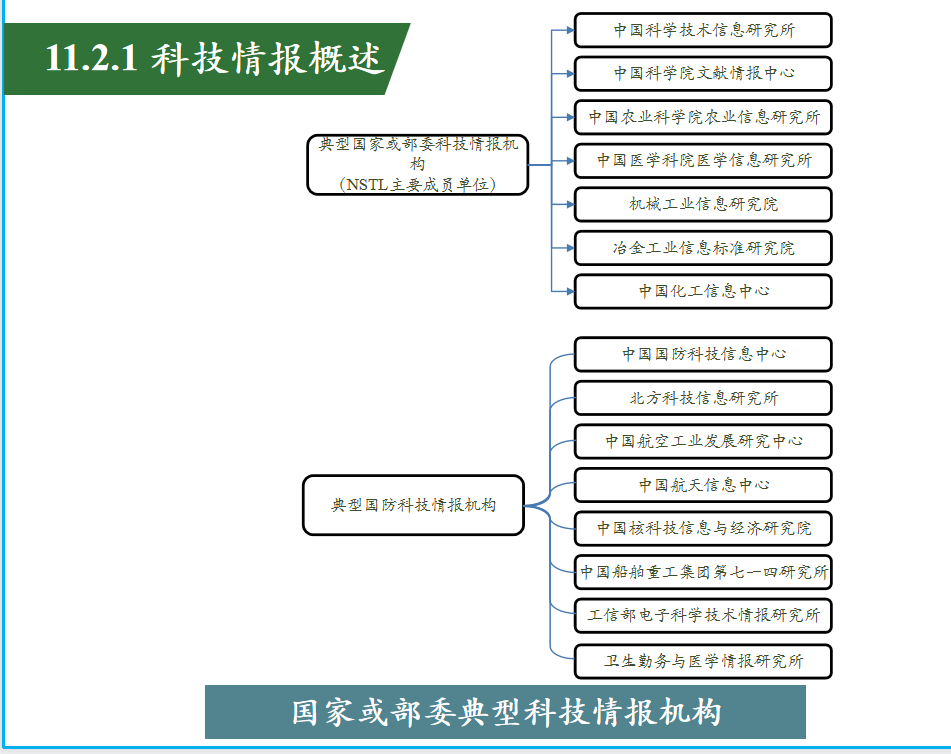 11.2.1 科技情报概述
典型国家或部委科技情报机
构
（NSTL主要成员单位）
中国科学技术信息研究所
中国科学院文献情报中心
中国农业科学院农业信息研究所
中国医学科院医学信息研究所
机械工业信息研究院
冶金工业信息标准研究院
中国化工信息中心
典型国防科技情报机构
中国国防科技信息中心
北方科技信息研究所
中国航空工业发展研究中心
中国航天信息中心
中国核科技信息与经济研究院
中国船舶重工集团第七一四研究所
工信部电子科学技术情报研究所
卫生勤务与医学情报研究所
国家或部委典型科技情报机构